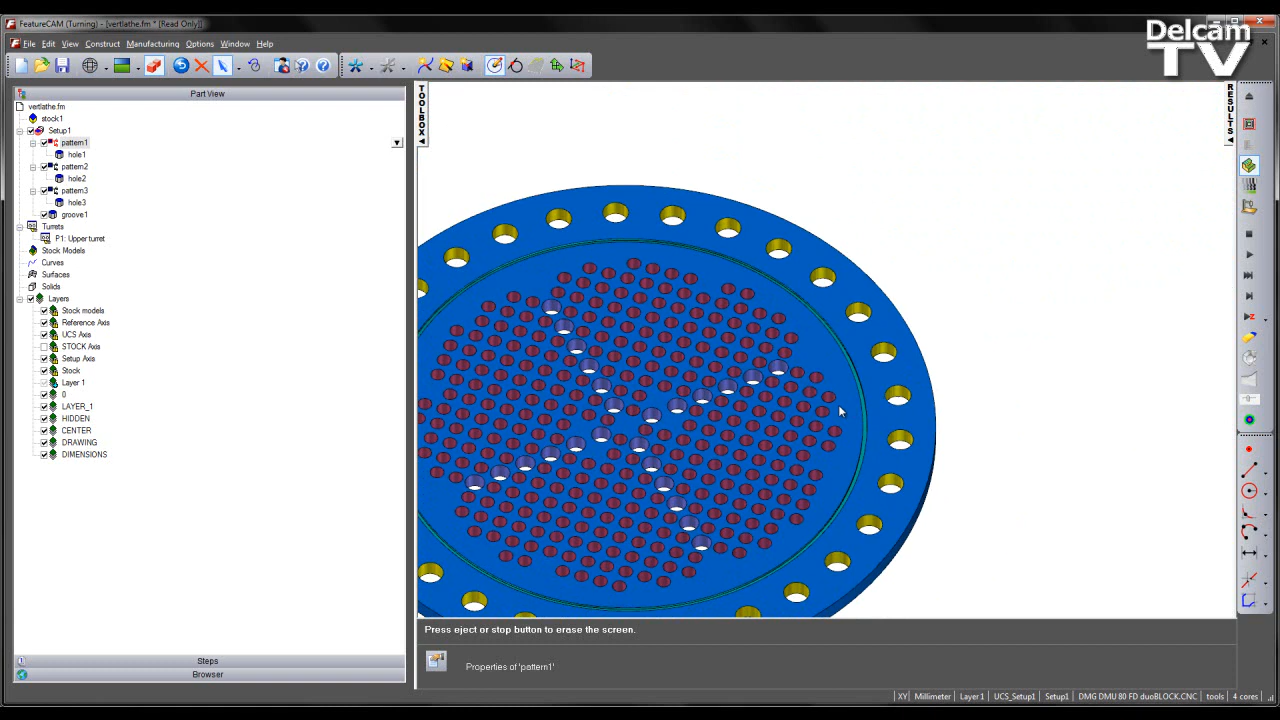 FeatureCAM (Turning) - [vertlathe.fm * [Read Only]]
Delcam
TV
File Edit View Construct Manufacturing Options Window Help
Part View
vertlathe.fm
stock1
Setup1
pattern1
hole1
pattern2
hole2
pattern3
hole3
groove1
Turrets
P1: Upper turret
Stock Models
Curves
Surfaces
Solids
Layers
Stock models
Reference Axis
UCS Axis
STOCK Axis
Setup Axis
Stock
Layer 1
0
LAYER_1
HIDDEN
CENTER
DRAWING
DIMENSIONS
Steps
Browser
TOOLBOX
RESULTS
Press eject or stop button to erase the screen.
Properties of 'pattern1'
XY Millimeter Layer 1 UCS_Setup1 Setup1 DMG DMU 80 FD duoBLOCK.CNC tools 4 cores